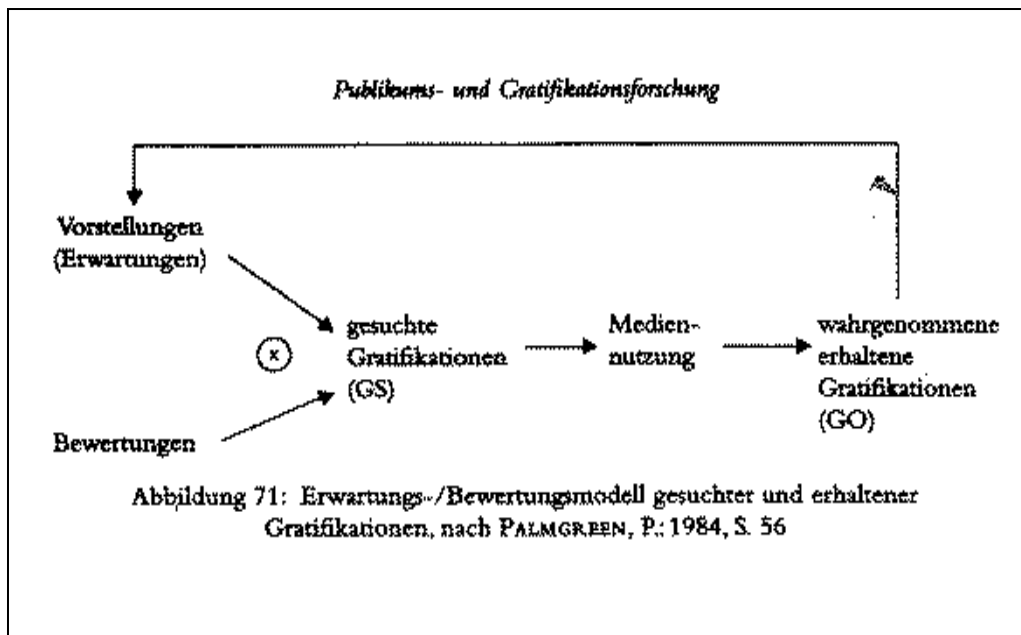 Publikums- und Gratifikationsforschung
Vorstellungen
(Erwartungen)
x
gesuchte
Gratifikationen
(GS)
Medien-
nutzung
wahrgenommene
erhaltene
Gratifikationen
(GO)
Bewertungen
Abbildung 71: Erwartungs-/Bewertungsmodell gesuchter und erhaltener
Gratifikationen, nach PALMGREEN, P.: 1984, S. 56